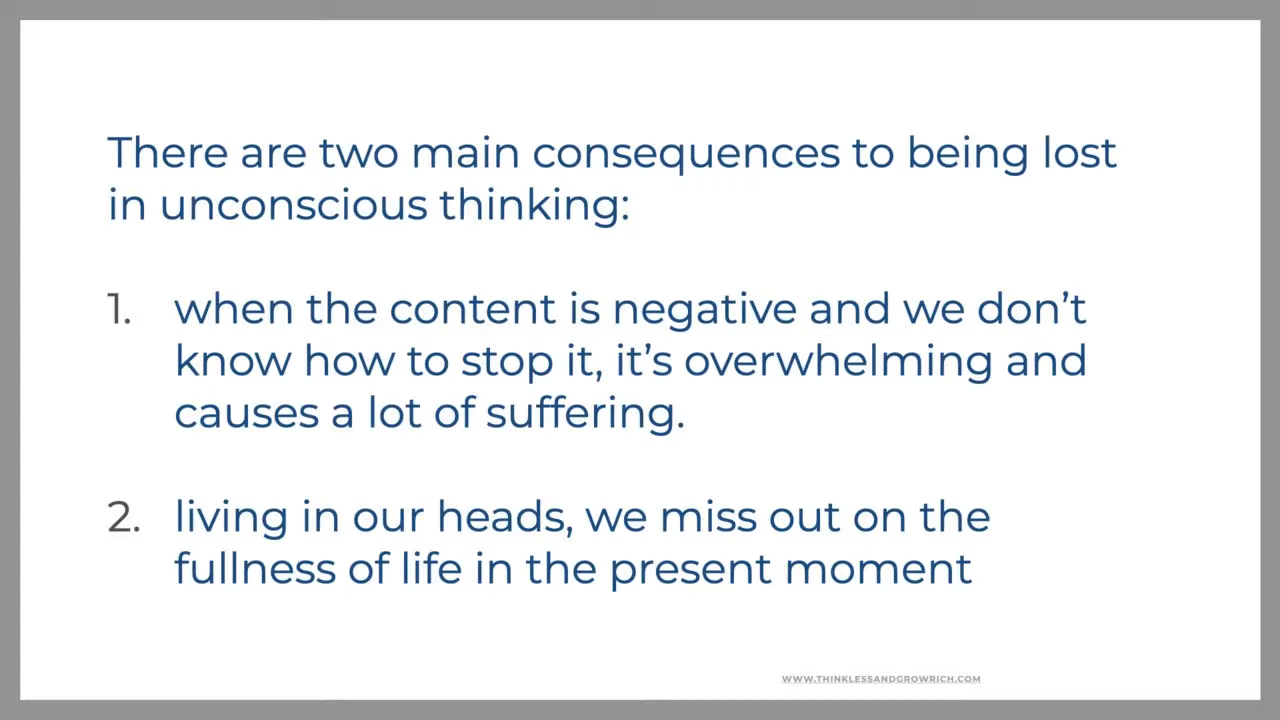 There are two main consequences to being lost
in unconscious thinking:
1. when the content is negative and we don’t
know how to stop it, it’s overwhelming and
causes a lot of suffering.
2. living in our heads, we miss out on the
fullness of life in the present moment
WWW.THINKLESSANDGROWRICH.COM